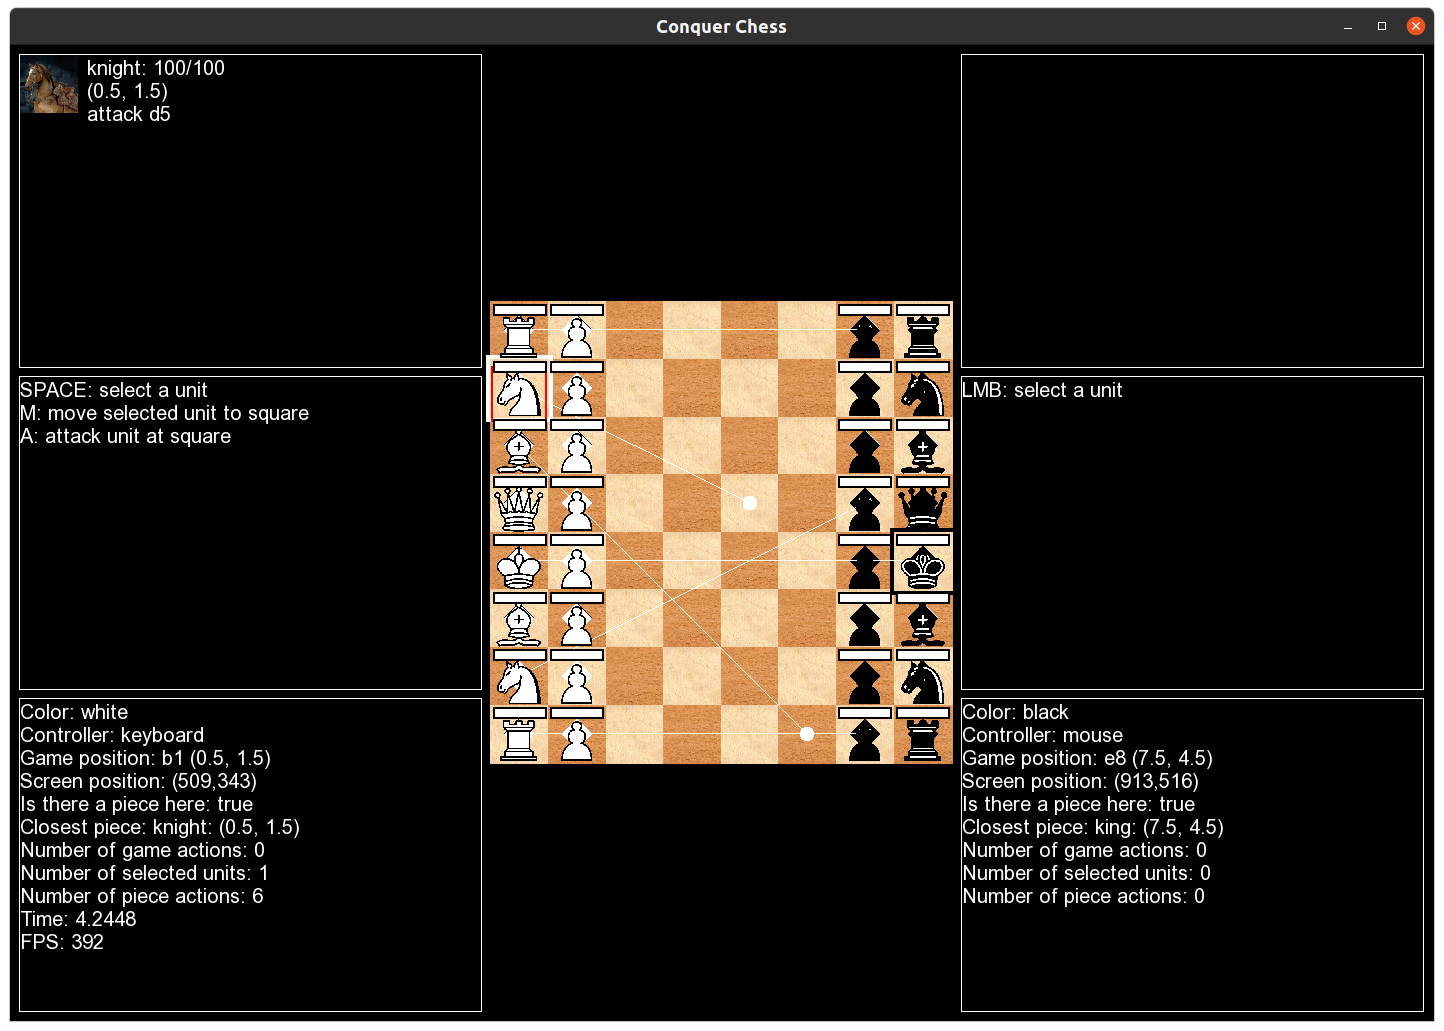 Conquer Chess
knight: 100/100
(0.5, 1.5)
attack d5
SPACE: select a unit
M: move selected unit to square
A: attack unit at square
LMB: select a unit
Color: white
Controller: keyboard
Game position: b1 (0.5, 1.5)
Screen position: (509,343)
Is there a piece here: true
Closest piece: knight: (0.5, 1.5)
Number of game actions: 0
Number of selected units: 1
Number of piece actions: 6
Time: 4.2448
FPS: 392
Color: black
Controller: mouse
Game position: e8 (7.5, 4.5)
Screen position: (913,516)
Is there a piece here: true
Closest piece: king: (7.5, 4.5)
Number of game actions: 0
Number of selected units: 0
Number of piece actions: 0